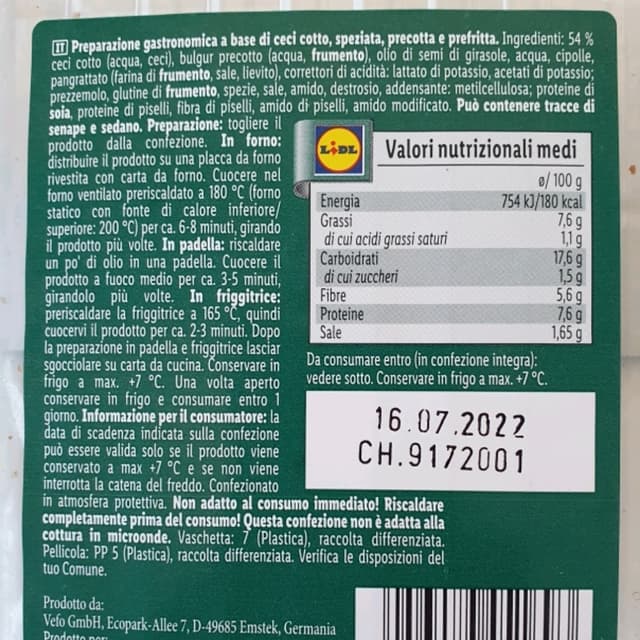 IT Preparazione gastronomica a base di ceci cotto, speziata, precotta e prefritta. Ingredienti: 54 %
ceci cotto (acqua, ceci), bulgur precotto (acqua, frumento), olio di semi di girasole, acqua, cipolle,
pangrattato (farina di frumento, sale, lievito), correttori di acidità: lattato di potassio, acetati di potassio;
prezzemolo, glutine di frumento, spezie, sale, amido, destrosio, addensante: metilcellulosa; proteine di
soia, proteine di piselli, fibra di piselli, amido di piselli, amido modificato. Può contenere tracce di
senape e sedano. Preparazione: togliere il
prodotto dalla confezione. In forno:
distribuire il prodotto su una placca da forno
rivestita con carta da forno. Cuocere nel
forno ventilato preriscaldato a 180 °C (forno
statico con fonte di calore inferiore/
superiore: 200 °C) per ca. 6-8 minuti, girando
il prodotto più volte. In padella: riscaldare
un po' di olio in una padella. Cuocere il
prodotto a fuoco medio per ca. 3-5 minuti,
girandolo più volte. In friggitrice:
preriscaldare la friggitrice a 165 °C, quindi
cuocervi il prodotto per ca. 2-3 minuti. Dopo
la preparazione in padella e friggitrice lasciar
sgocciolare su carta da cucina. Conservare in
frigo a max. +7 °C. Una volta aperto
conservare in frigo e consumare entro 1
giorno. Informazione per il consumatore: la
data di scadenza indicata sulla confezione
può essere valida solo se il prodotto viene
conservato a max +7 °C e se non viene
interrotta la catena del freddo. Confezionato
in atmosfera protettiva. Non adatto al consumo immediato! Riscaldare
completamente prima del consumo! Questa confezione non è adatta alla
cottura in microonde. Vaschetta: 7 (Plastica), raccolta differenziata.
Pellicola: PP 5 (Plastica), raccolta differenziata. Verifica le disposizioni del
tuo Comune.
LIDL
Valori nutrizionali medi
ø/ 100 g
Energia 754 kJ/180 kcal
Grassi 7,6 g
di cui acidi grassi saturi 1,1 g
Carboidrati 17,6 g
di cui zuccheri 1,5 g
Fibre 5,6 g
Proteine 7,6 g
Sale 1,65 g
Da consumare entro (in confezione integra):
vedere sotto. Conservare in frigo a max. +7 °C.
16.07.2022
CH.9172001
Prodotto da:
Vefo GmbH, Ecopark-Allee 7, D-49685 Emstek, Germania
Prodotto per: